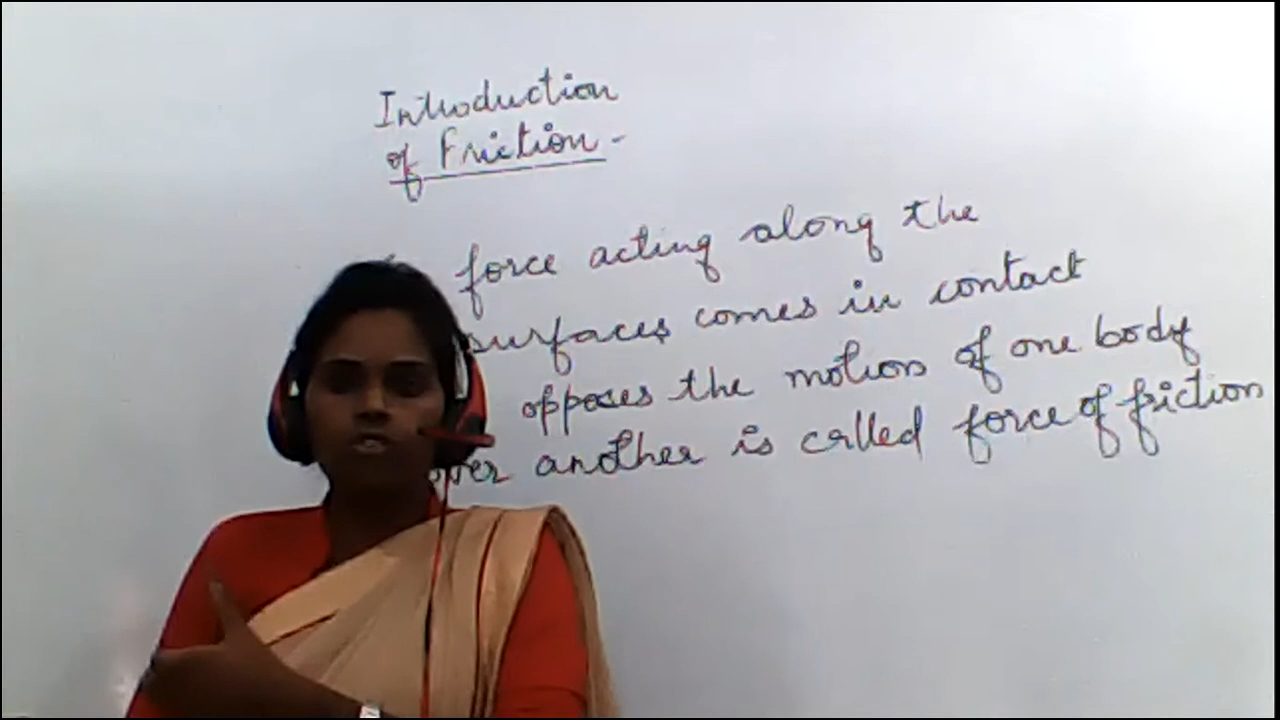 Introduction
of Friction -
force acting along the
surfaces comes in contact
opposes the motion of one body
over another is called force of friction